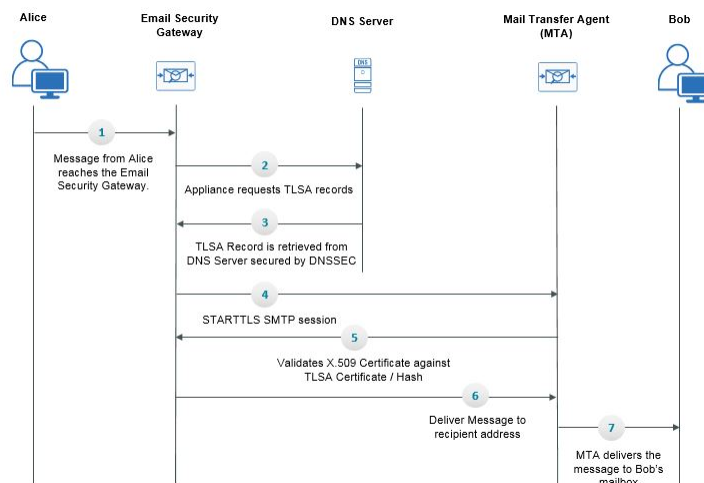 Alice
Email Security
Gateway
DNS Server
Mail Transfer Agent
(MTA)
Bob
DNS
1
Message from Alice
reaches the Email
Security Gateway.
2
Appliance requests TLSA records
3
TLSA Record is retrieved from
DNS Server secured by DNSSEC
4
STARTTLS SMTP session
5
Validates X.509 Certificate against
TLSA Certificate / Hash
6
Deliver Message to
recipient address
7
MTA delivers the
message to Bob's
mailbox